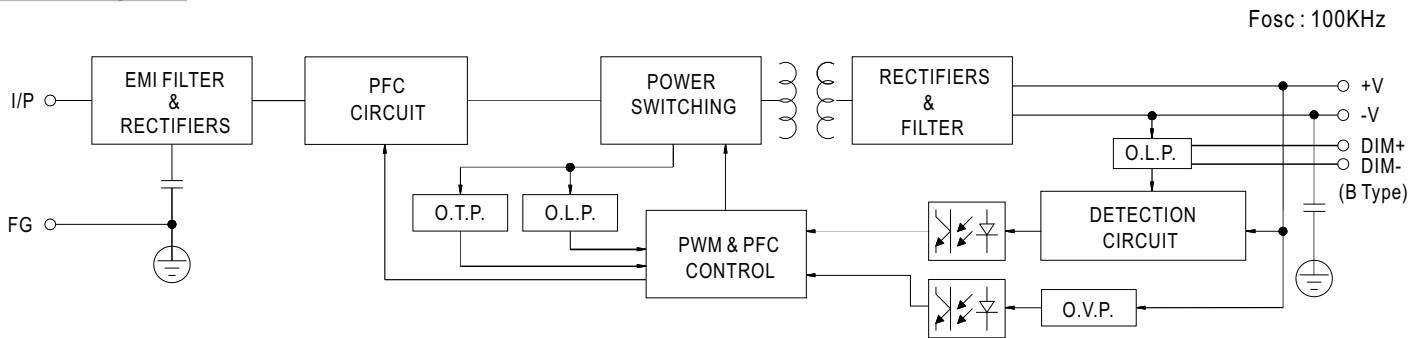 Fosc : 100KHz
I/P
EMI FILTER
&
RECTIFIERS
PFC
CIRCUIT
POWER
SWITCHING
RECTIFIERS
&
FILTER
+V
-V
O.L.P.
DIM+
DIM-
(B Type)
O.T.P.
O.L.P.
FG
PWM & PFC
CONTROL
DETECTION
CIRCUIT
O.V.P.